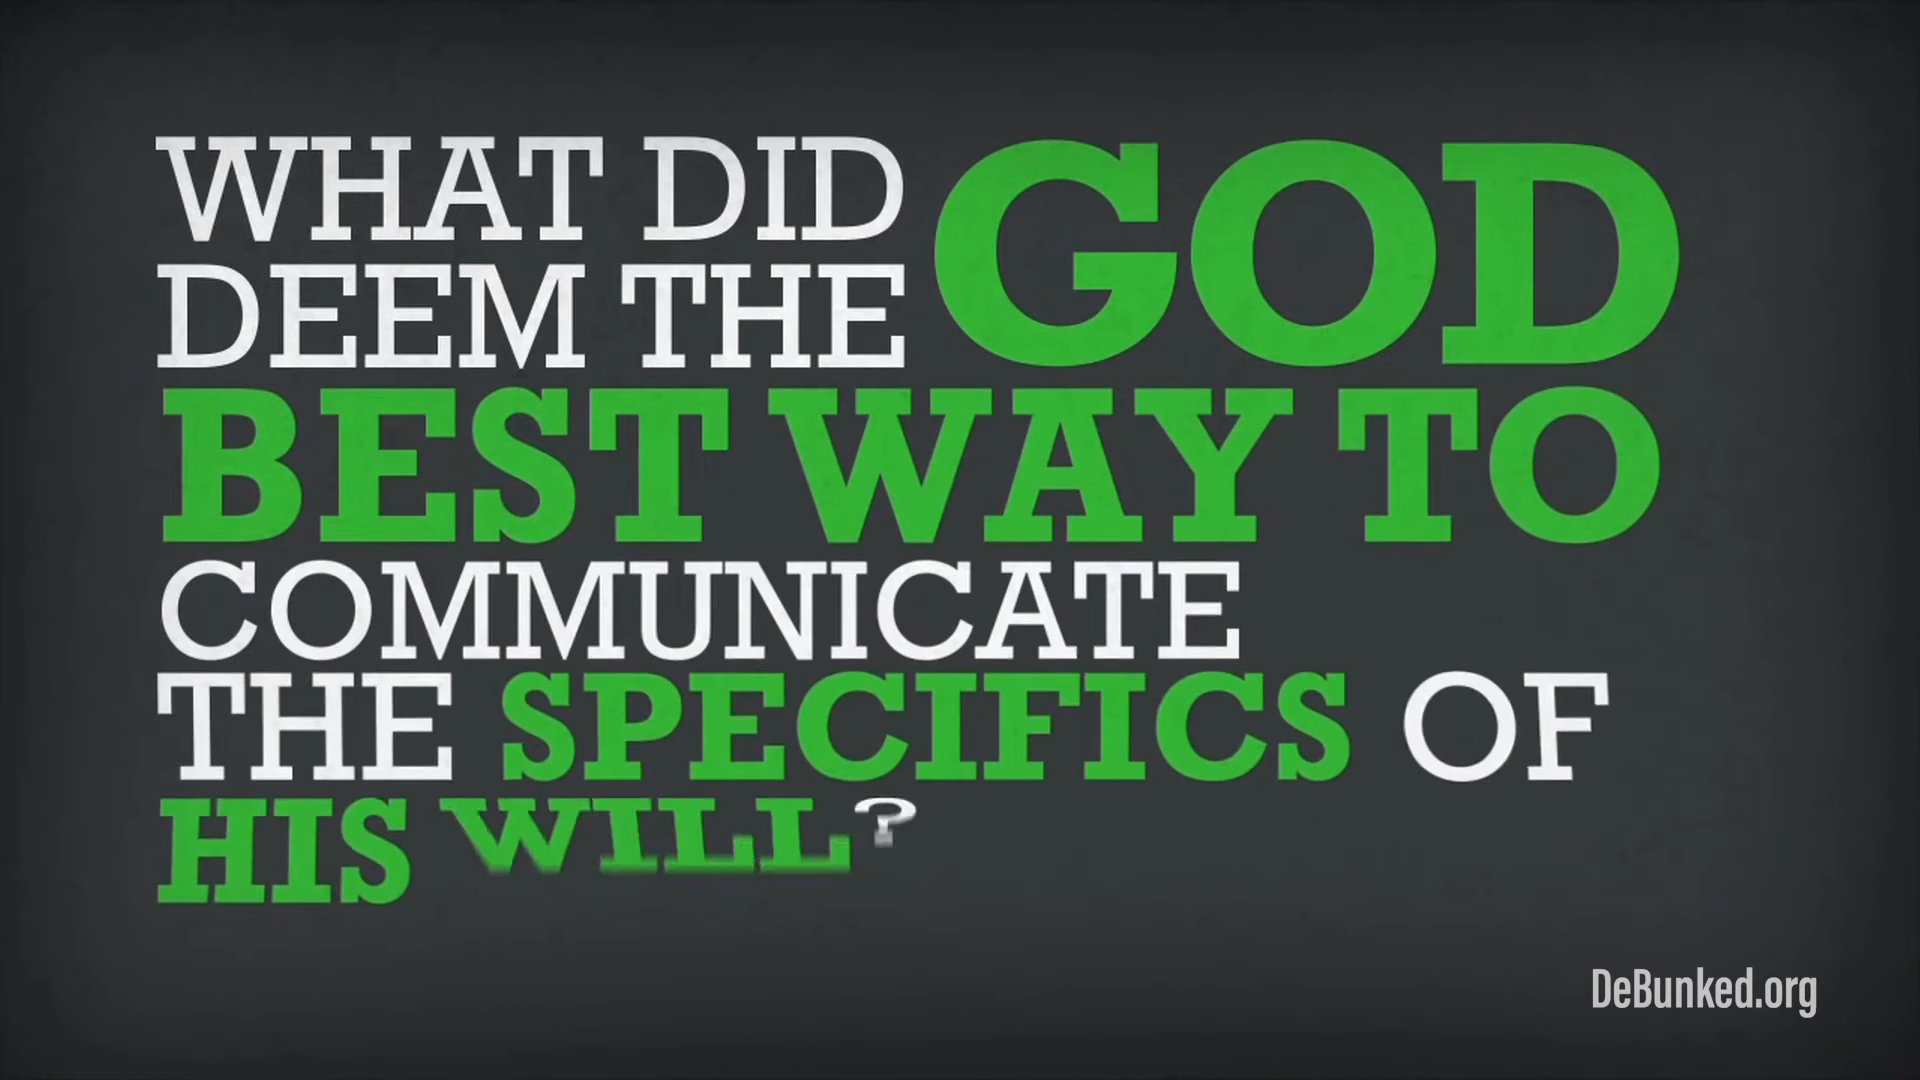 WHAT DID GOD
DEEM THE
BEST WAY TO
COMMUNICATE
THE SPECIFICS OF
HIS WILL?
DeBunked.org